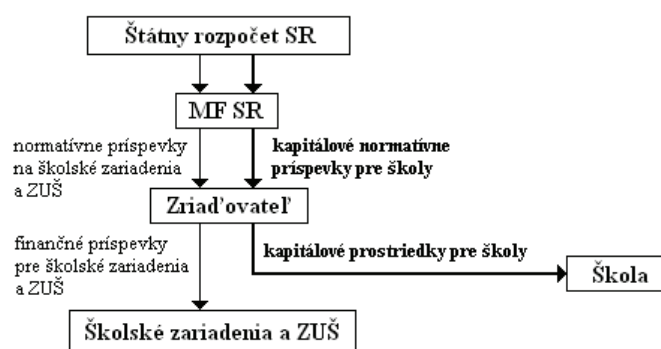 Štátny rozpočet SR
MF SR
normatívne príspevky
na školské zariadenia
a ZUŠ
kapitálové normatívne
príspevky pre školy
Zriaďovateľ
finančné príspevky
pre školské zariadenia
a ZUŠ
kapitálové prostriedky pre školy
Škola
Školské zariadenia a ZUŠ